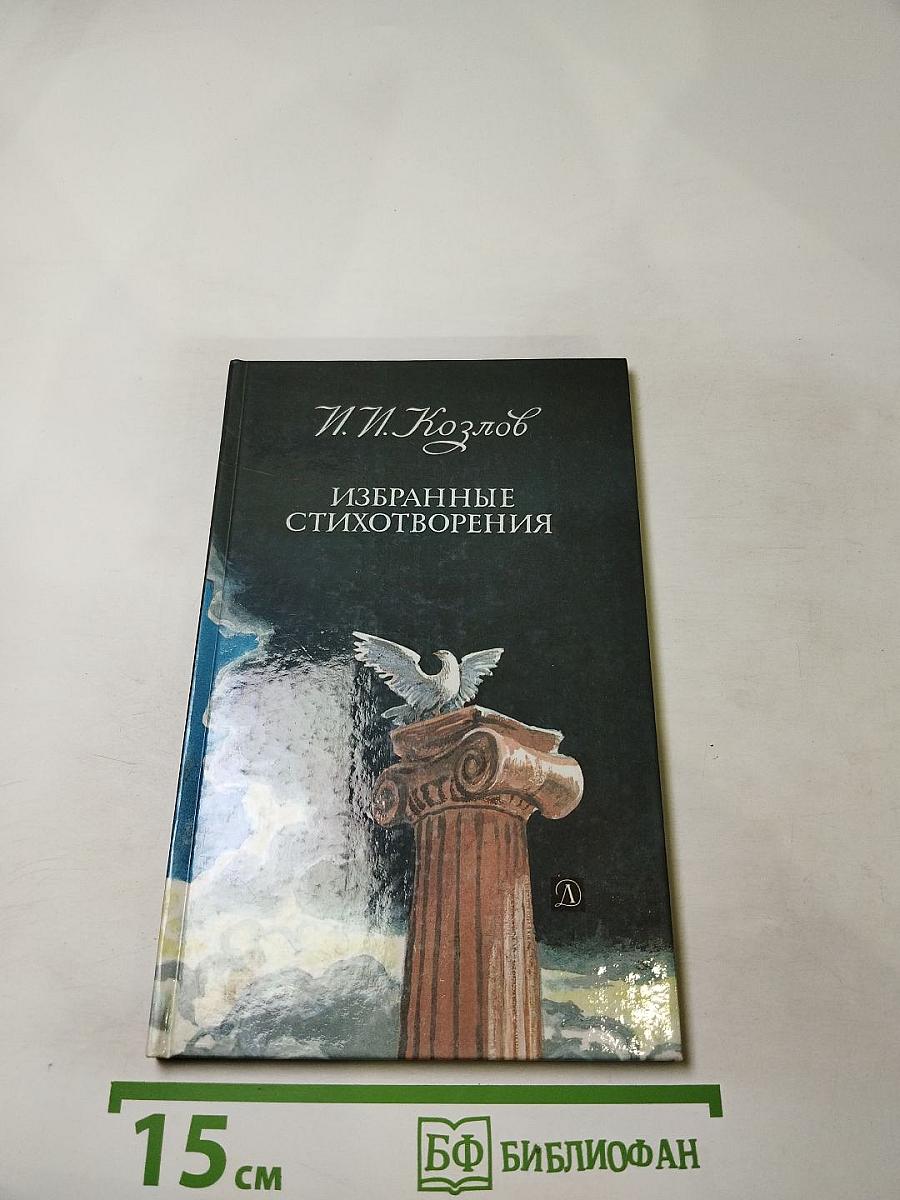 И. И. Козлов
ИЗБРАННЫЕ
СТИХОТВОРЕНИЯ
Д
15 см
БФ БИБЛИОФАН